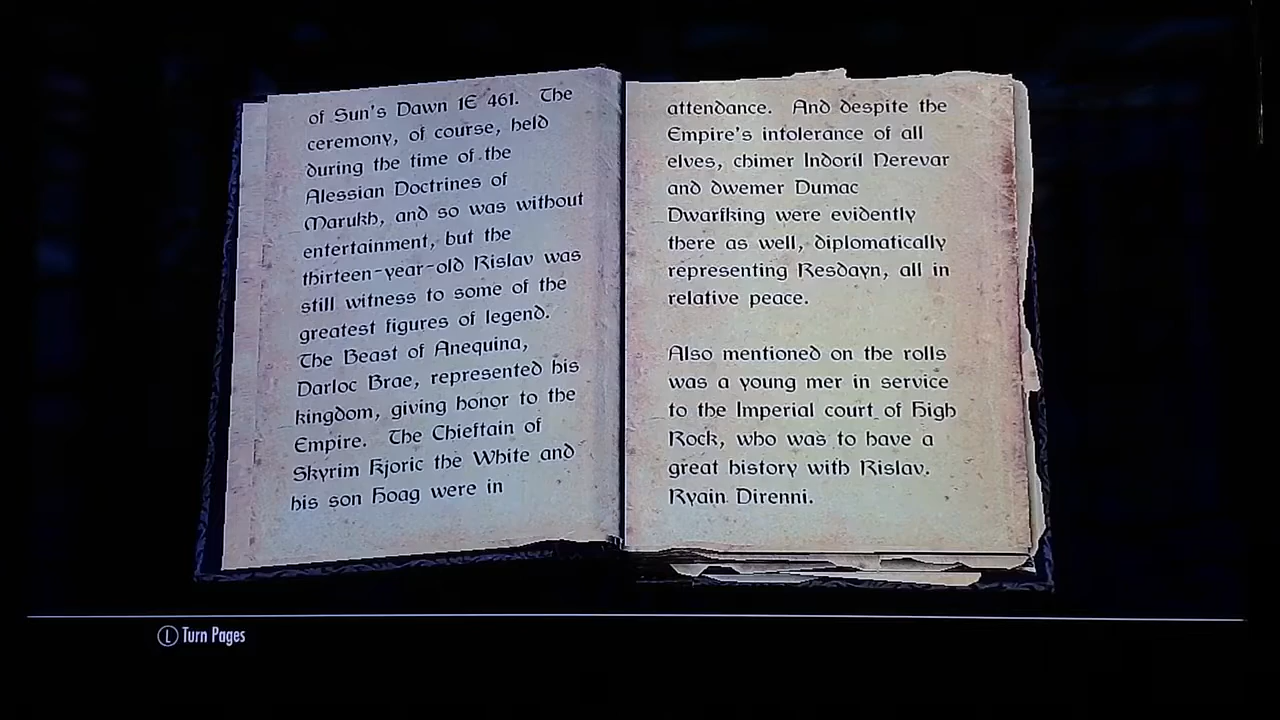 of Sun's Dawn 1E 461. The
ceremony, of course, held
during the time of the
Alessian Doctrines of
Marukh, and so was without
entertainment, but the
thirteen-year-old Rislav was
still witness to some of the
greatest figures of legend.
The Beast of Anequina,
Darloc Brae, represented his
kingdom, giving honor to the
Empire. The Chieftain of
Skyrim Kjoric the White and
his son Hoag were in
attendance. And despite the
Empire's intolerance of all
elves, chimer Indoril Nerevar
and dwemer Dumac
Dwarfking were evidently
there as well, diplomatically
representing Resdayn, all in
relative peace.
Also mentioned on the rolls
was a young mer in service
to the Imperial court of High
Rock, who was to have a
great history with Rislav.
Ryain Direnni.
L Turn Pages